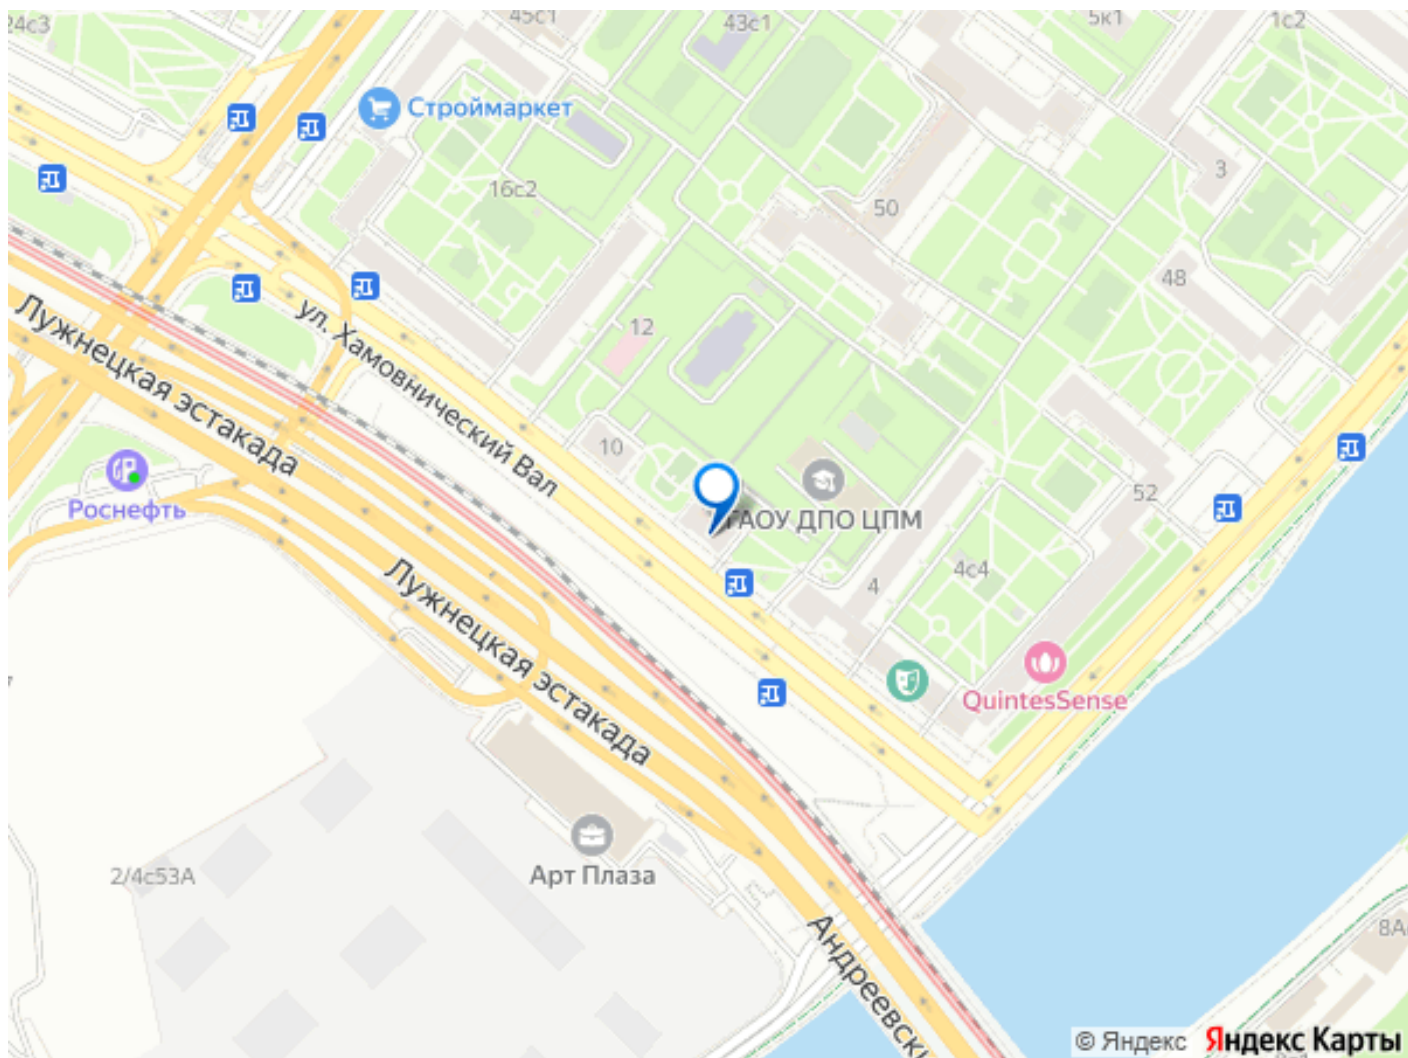 24с3
45с1
43с1
5к1
1с2
Строймаркет
16с2
3
50
48
12
ул. Хамовнический Вал
Лужнецкая эстакада
10
Роснефть
52
ГАОУ ДПО ЦПМ
4с4
4
Лужнецкая эстакада
QuintesSense
Арт Плаза
2/4с53А
Андреевски
8А
© Яндекс Яндекс Карты